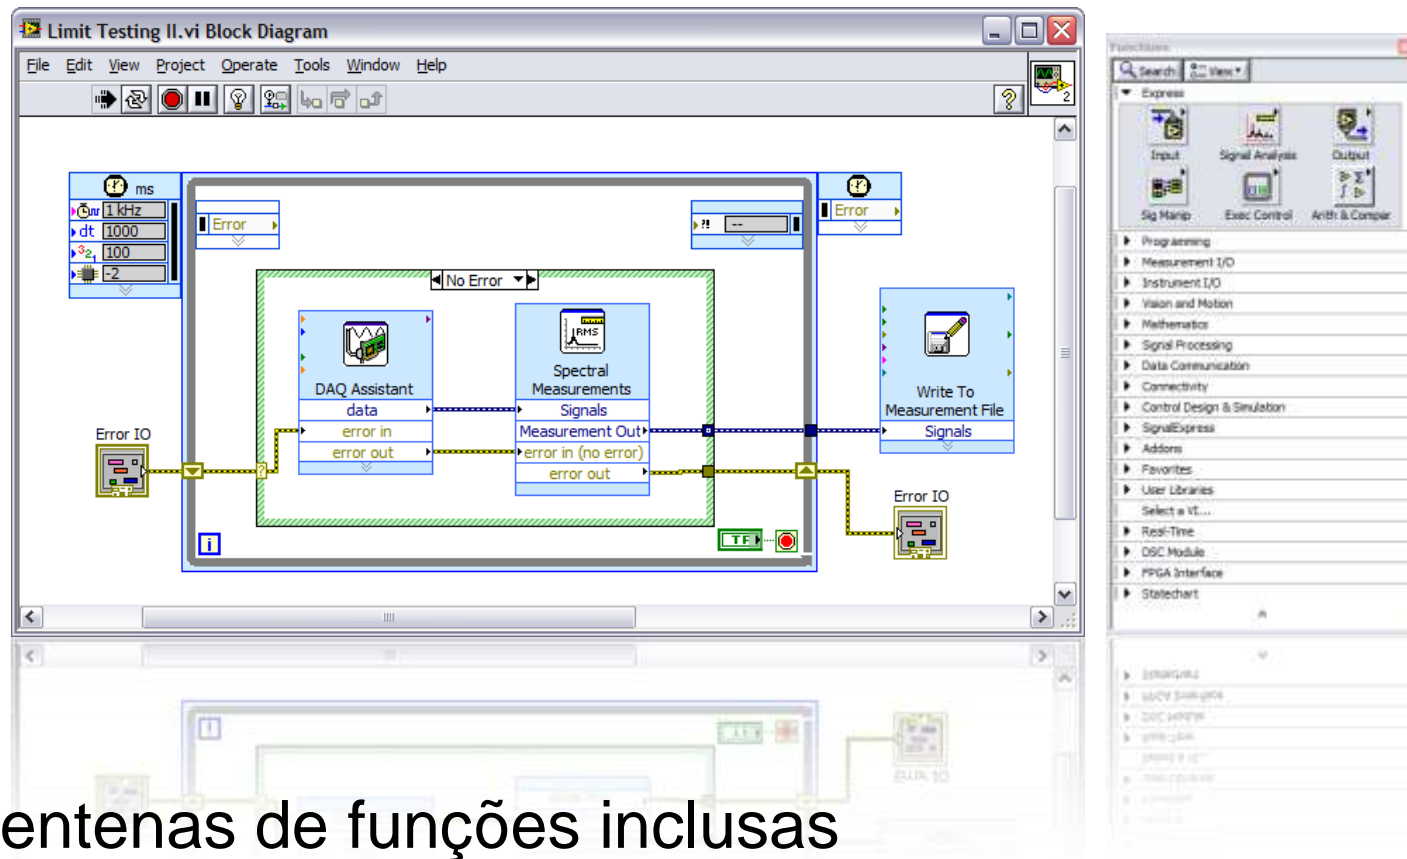 Limit Testing II.vi Block Diagram
File Edit View Project Operate Tools Window Help
2
ms
1 kHz
dt 1000
321 100
-2
Error
?! --
Error
No Error
DAQ Assistant
data
error in
error out
RMS
Spectral
Measurements
Signals
Measurement Out
error in (no error)
error out
Write To
Measurement File
Signals
Error IO
?
Error IO
i
TF
Functions
Search View
Express
Input Signal Analysis Output
Sig Manip Exec Control Arith & Compar
Programming
Measurement I/O
Instrument I/O
Vision and Motion
Mathematics
Signal Processing
Data Communication
Connectivity
Control Design & Simulation
SignalExpress
Addons
Favorites
User Libraries
Select a VI...
Real-Time
DSC Module
FPGA Interface
Statechart
entenas de funções inclusas